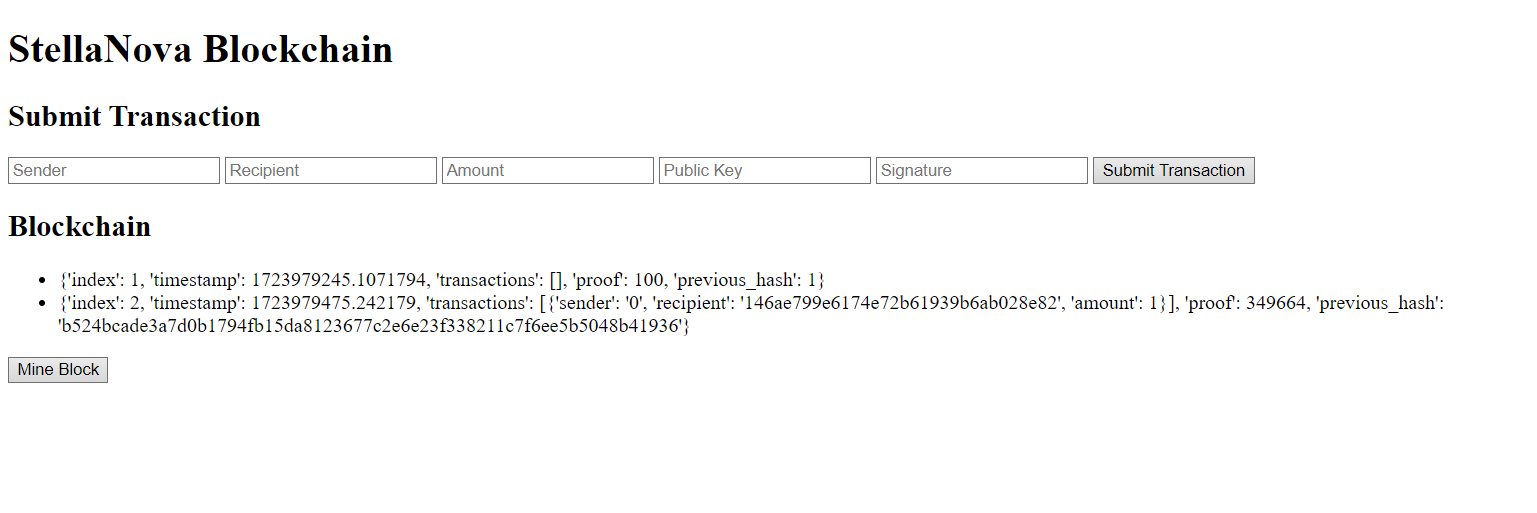 StellaNova Blockchain
Submit Transaction
Sender Recipient Amount Public Key Signature Submit Transaction
Blockchain
• {'index': 1, 'timestamp': 1723979245.1071794, 'transactions': [], 'proof': 100, 'previous_hash': 1}
• {'index': 2, 'timestamp': 1723979475.242179, 'transactions': [{'sender': '0', 'recipient': '146ae799e6174e72b61939b6ab028e82', 'amount': 1}], 'proof': 349664, 'previous_hash':
'b524bcade3a7d0b1794fb15da8123677c2e6e23f338211c7f6ee5b5048b41936'}
Mine Block